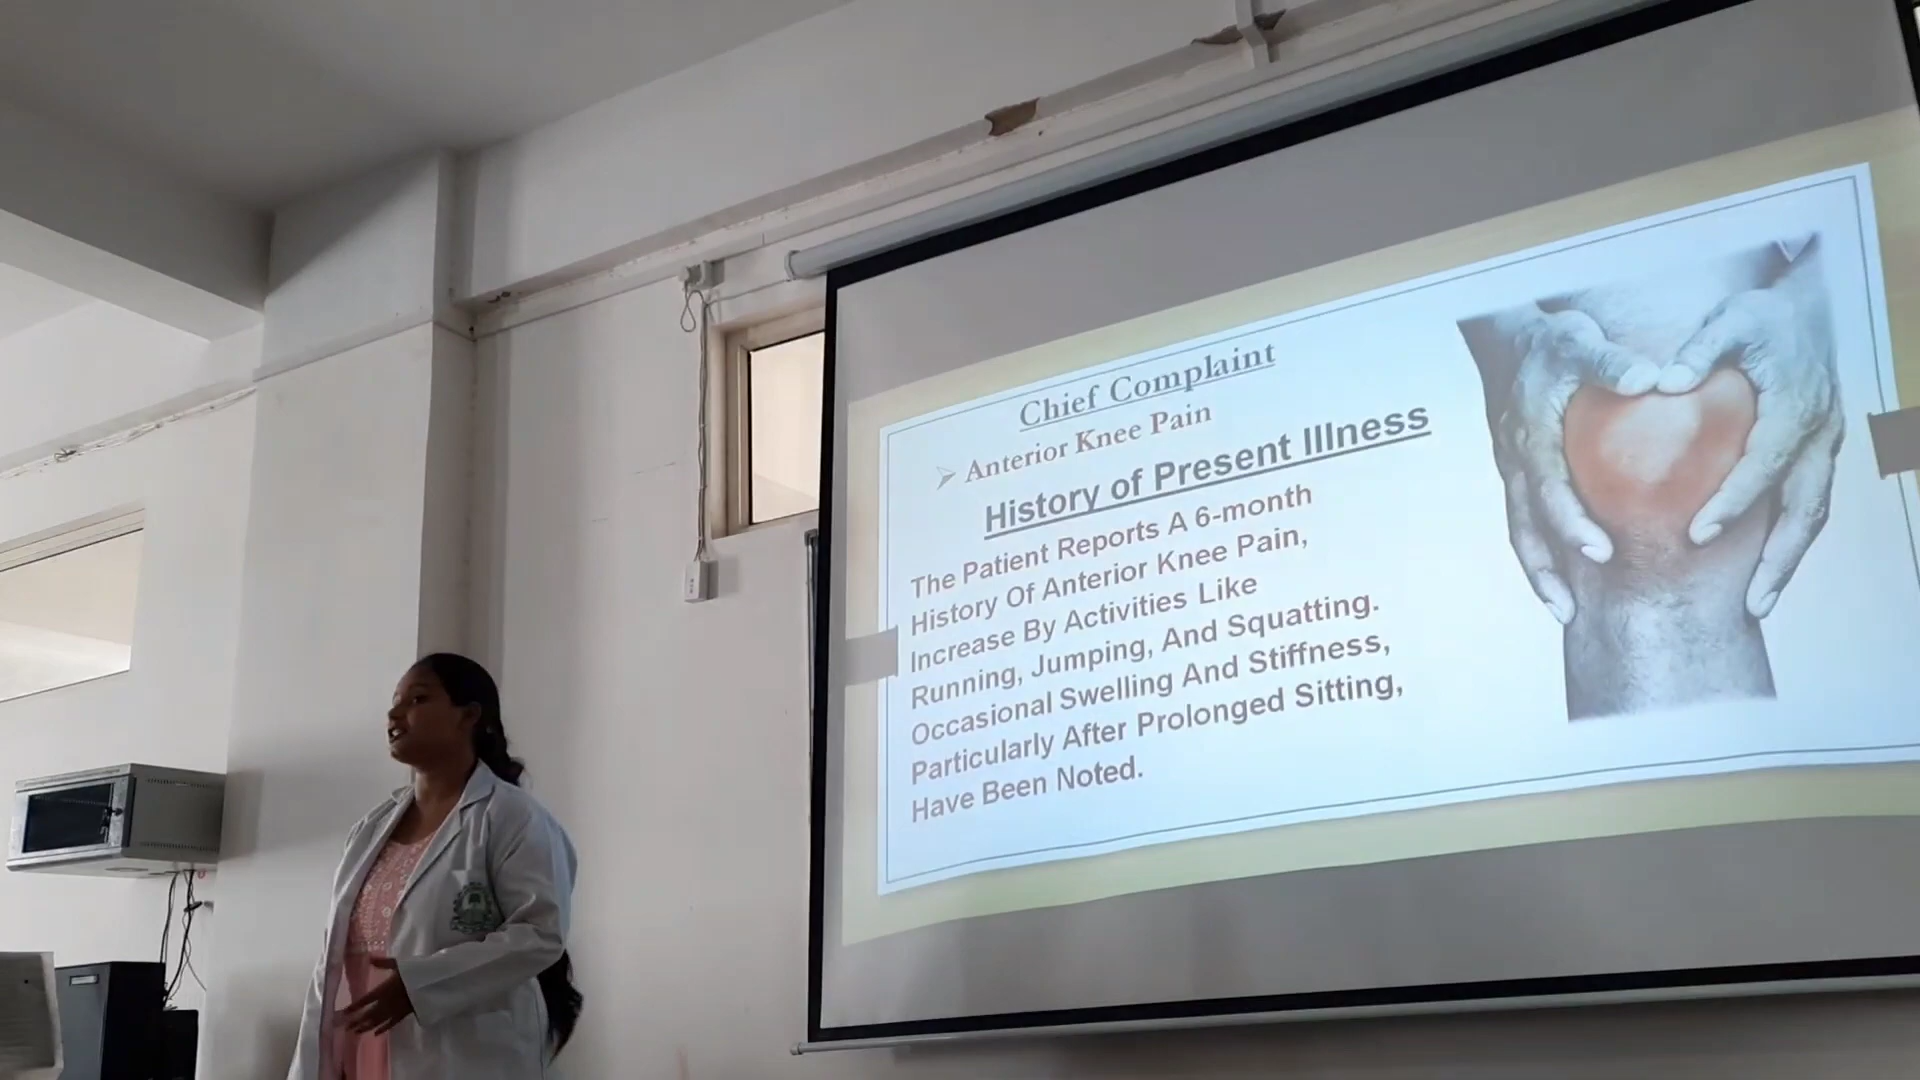 Chief Complaint
Anterior Knee Pain
History of Present Illness
The Patient Reports A 6-month
History Of Anterior Knee Pain,
Increase By Activities Like
Running, Jumping, And Squatting.
Occasional Swelling And Stiffness,
Particularly After Prolonged Sitting,
Have Been Noted.